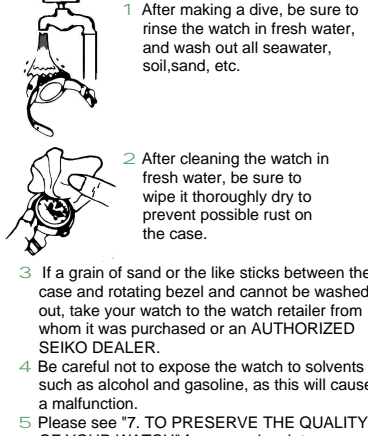 1 After making a dive, be sure to
rinse the watch in fresh water,
and wash out all seawater,
soil,sand, etc.
2 After cleaning the watch in
fresh water, be sure to
wipe it thoroughly dry to
prevent possible rust on
the case.
3 If a grain of sand or the like sticks between the
case and rotating bezel and cannot be washed
out, take your watch to the watch retailer from
whom it was purchased or an AUTHORIZED
SEIKO DEALER.
4 Be careful not to expose the watch to solvents
such as alcohol and gasoline, as this will cause
a malfunction.
5 Please see "7. TO PRESERVE THE QUALITY